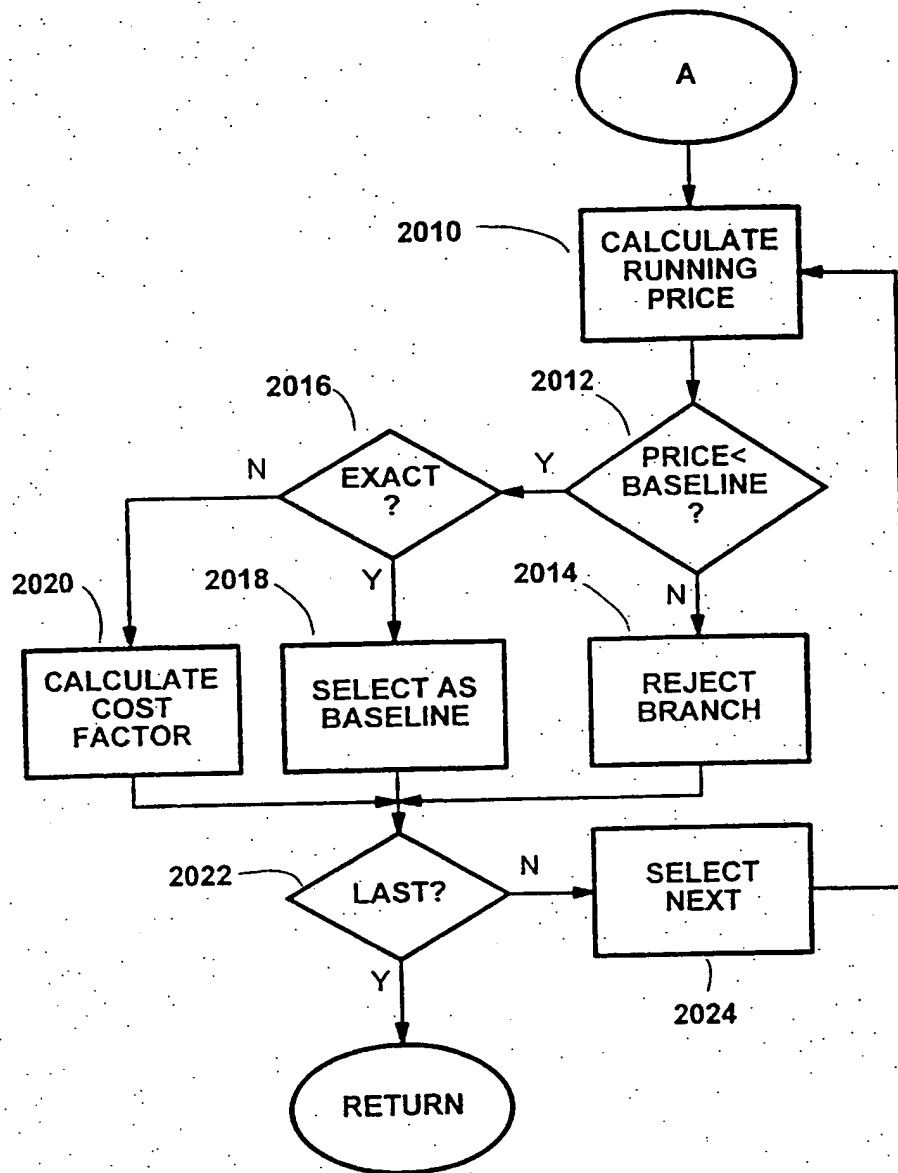 A
2010
CALCULATE
RUNNING
PRICE
2012
PRICE<
BASELINE
?
Y
N
2016
EXACT
?
N
Y
2020
CALCULATE
COST
FACTOR
2018
SELECT AS
BASELINE
2014
REJECT
BRANCH
2022
LAST?
N
Y
SELECT
NEXT
2024
RETURN